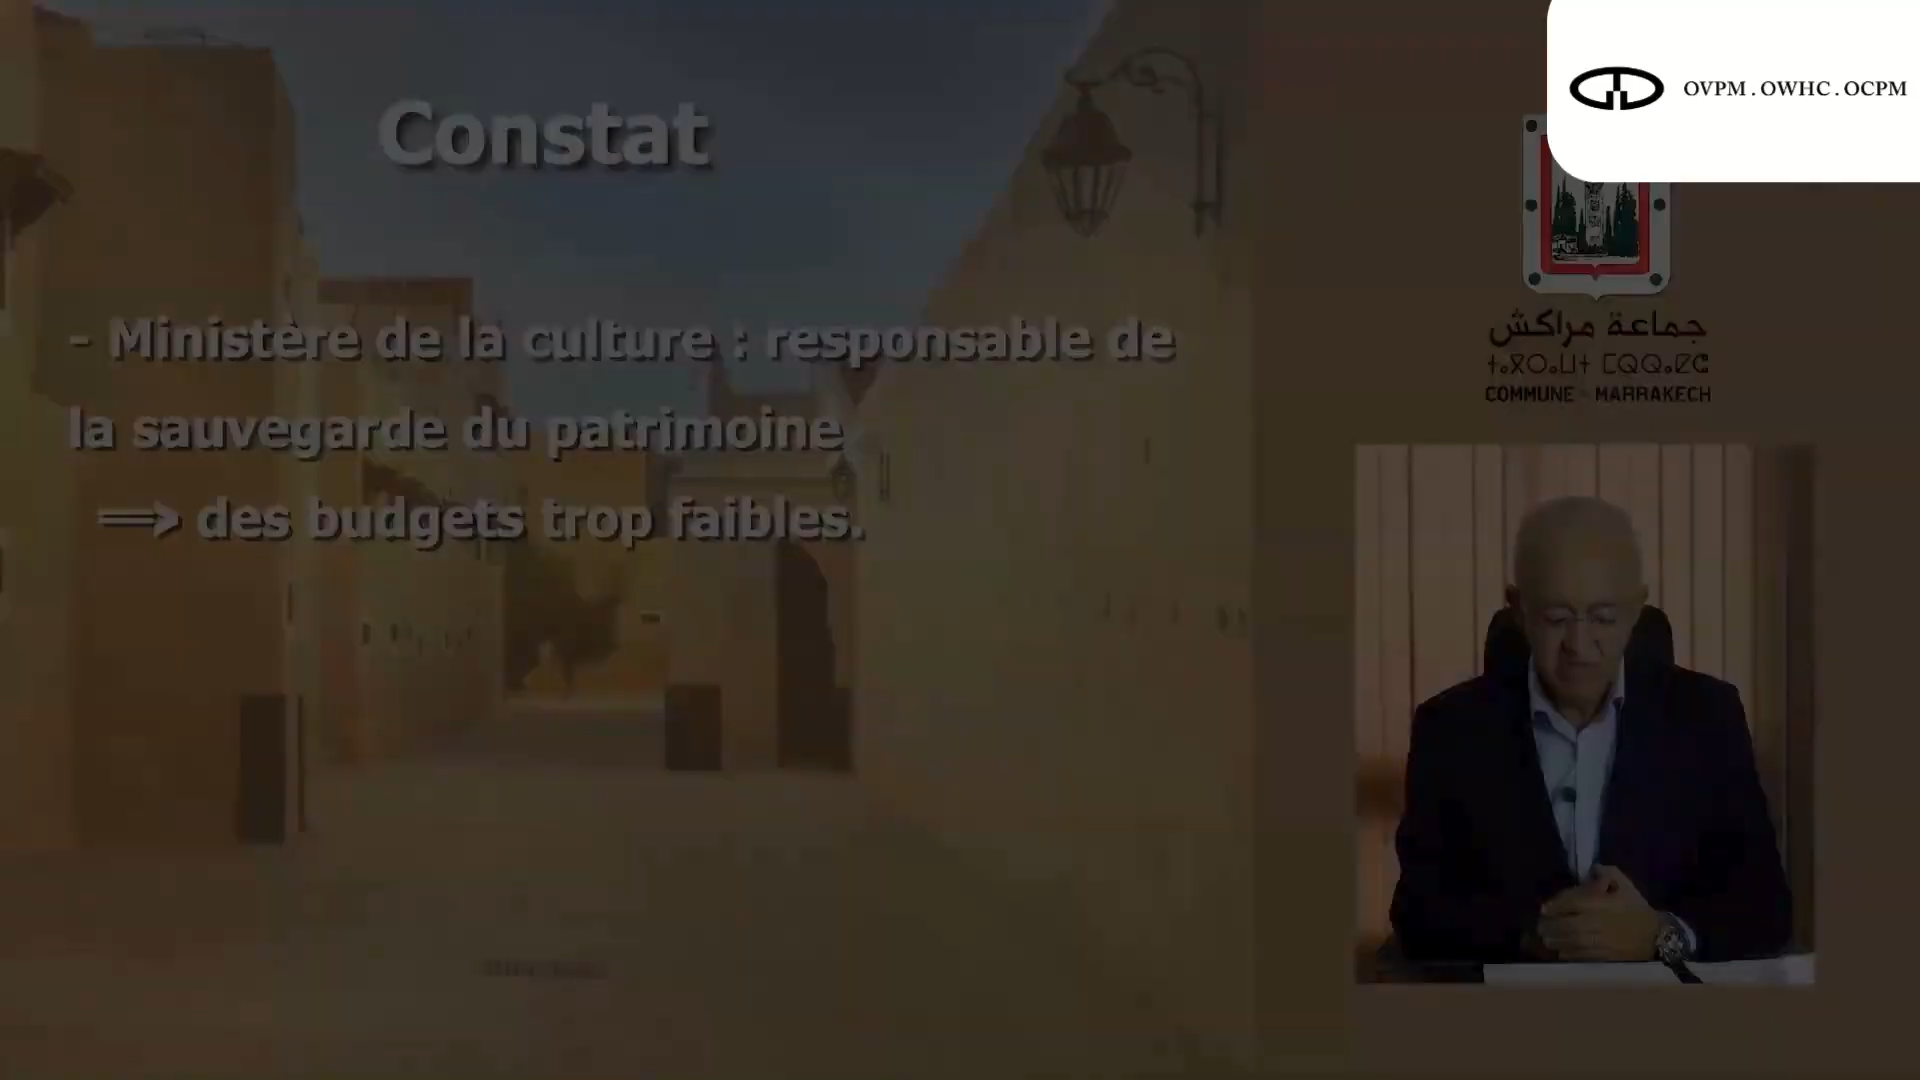 Constat
- Ministère de la culture : responsable de
la sauvegarde du patrimoine
⟹ des budgets trop faibles.
OVPM . OWHC . OCPM
جماعة مراكش
ⵜⴰⴳⵔⴰⵡⵜ ⵎⵕⵕⴰⴽⵛ
COMMUNE - MARRAKECH